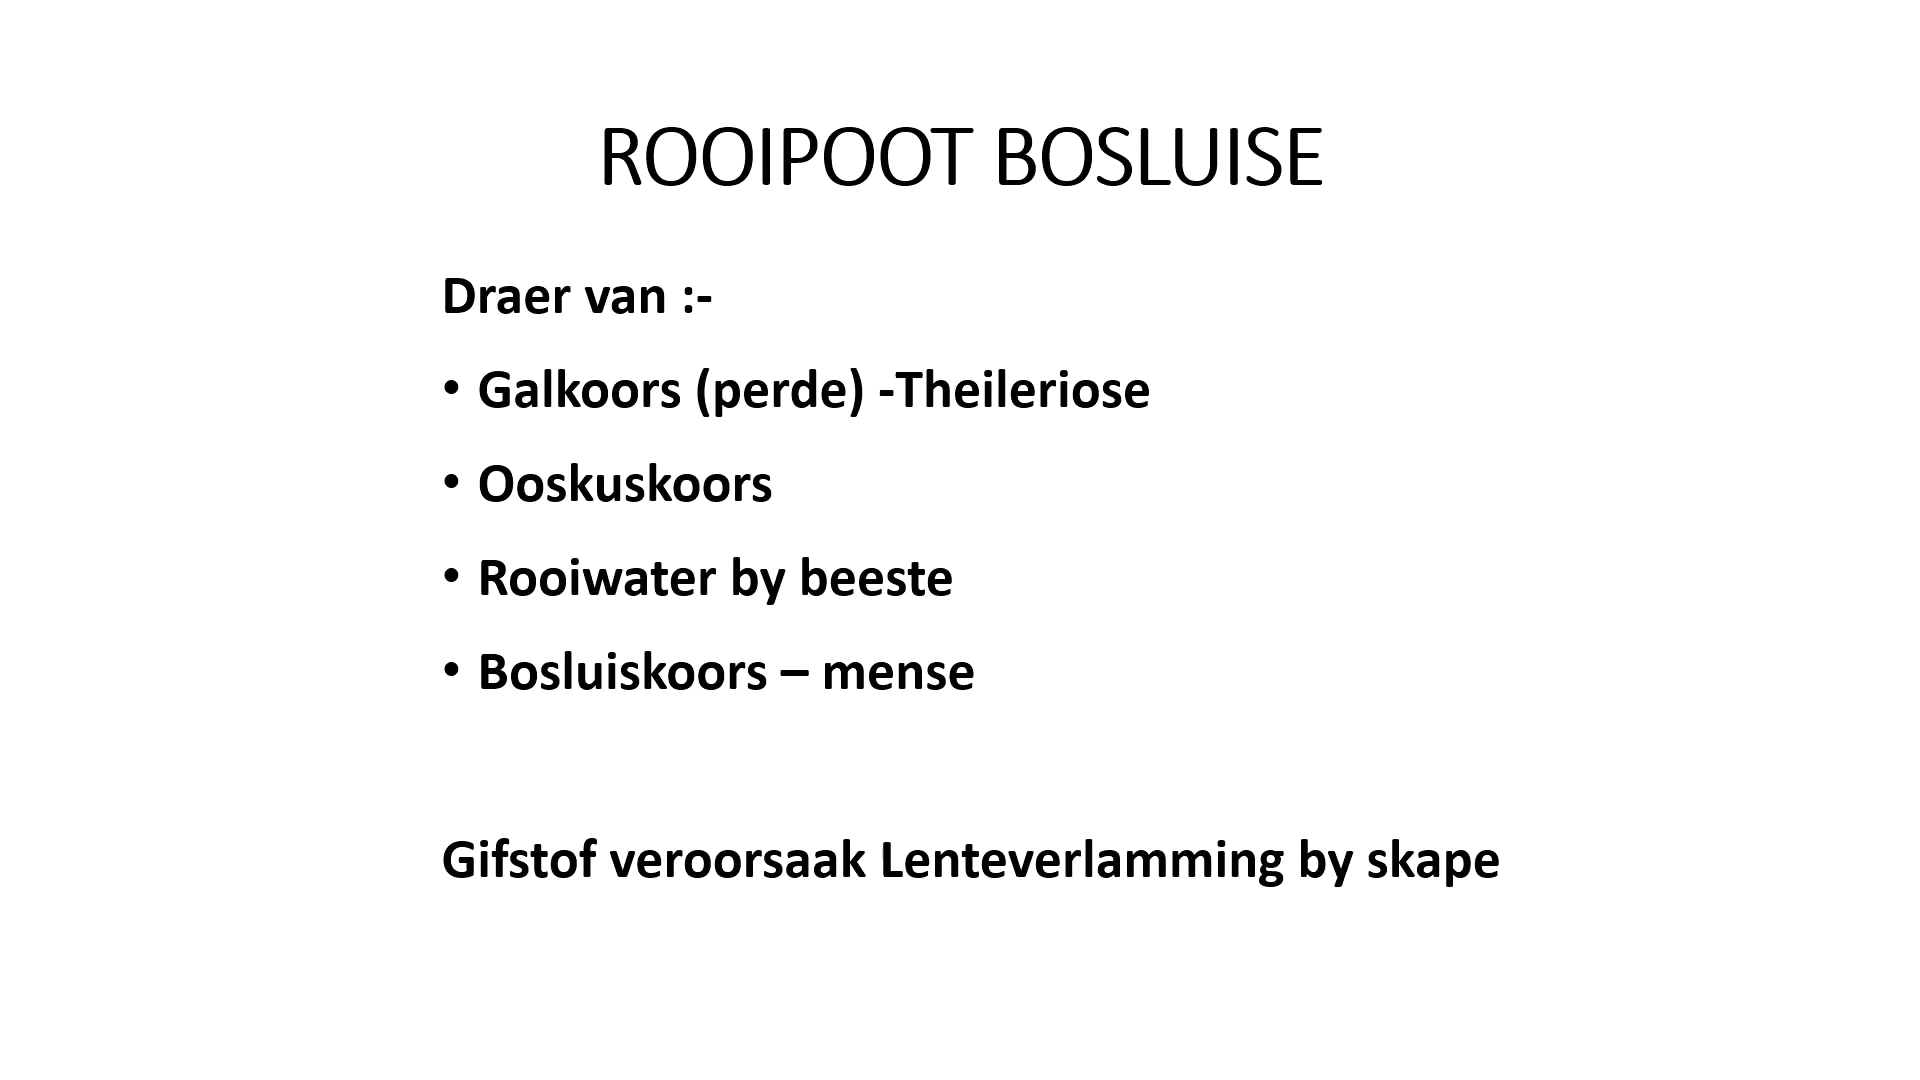 ROOIPOOT BOSLUISE
Draer van :-
• Galkoors (perde) -Theileriose
• Ooskuskoors
• Rooiwater by beeste
• Bosluiskoors – mense
Gifstof veroorsaak Lenteverlamming by skape